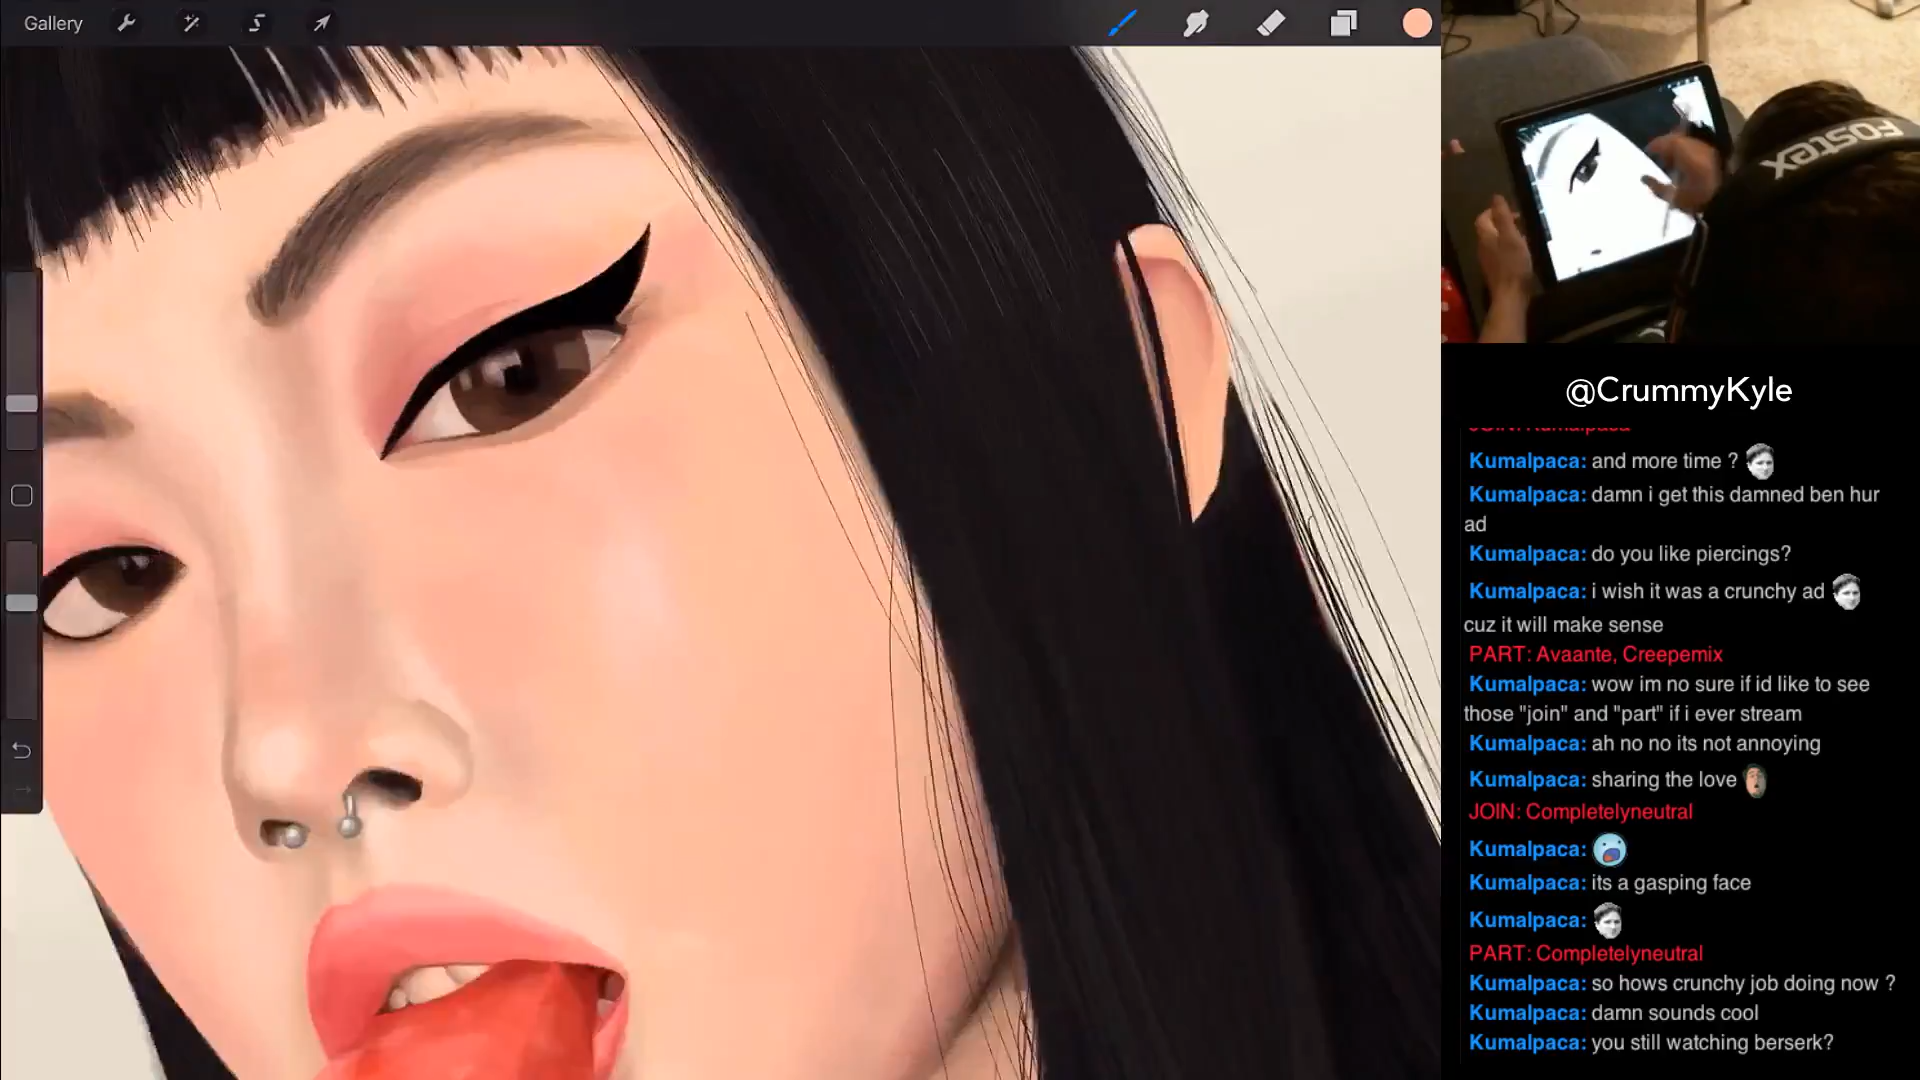 Gallery
FOSTEX
@CrummyKyle
JOIN: Kumalpaca
Kumalpaca: and more time ?
Kumalpaca: damn i get this damned ben hur
ad
Kumalpaca: do you like piercings?
Kumalpaca: i wish it was a crunchy ad
cuz it will make sense
PART: Avaante, Creepemix
Kumalpaca: wow im no sure if id like to see
those "join" and "part" if i ever stream
Kumalpaca: ah no no its not annoying
Kumalpaca: sharing the love
JOIN: Completelyneutral
Kumalpaca:
Kumalpaca: its a gasping face
Kumalpaca:
PART: Completelyneutral
Kumalpaca: so hows crunchy job doing now ?
Kumalpaca: damn sounds cool
Kumalpaca: you still watching berserk?